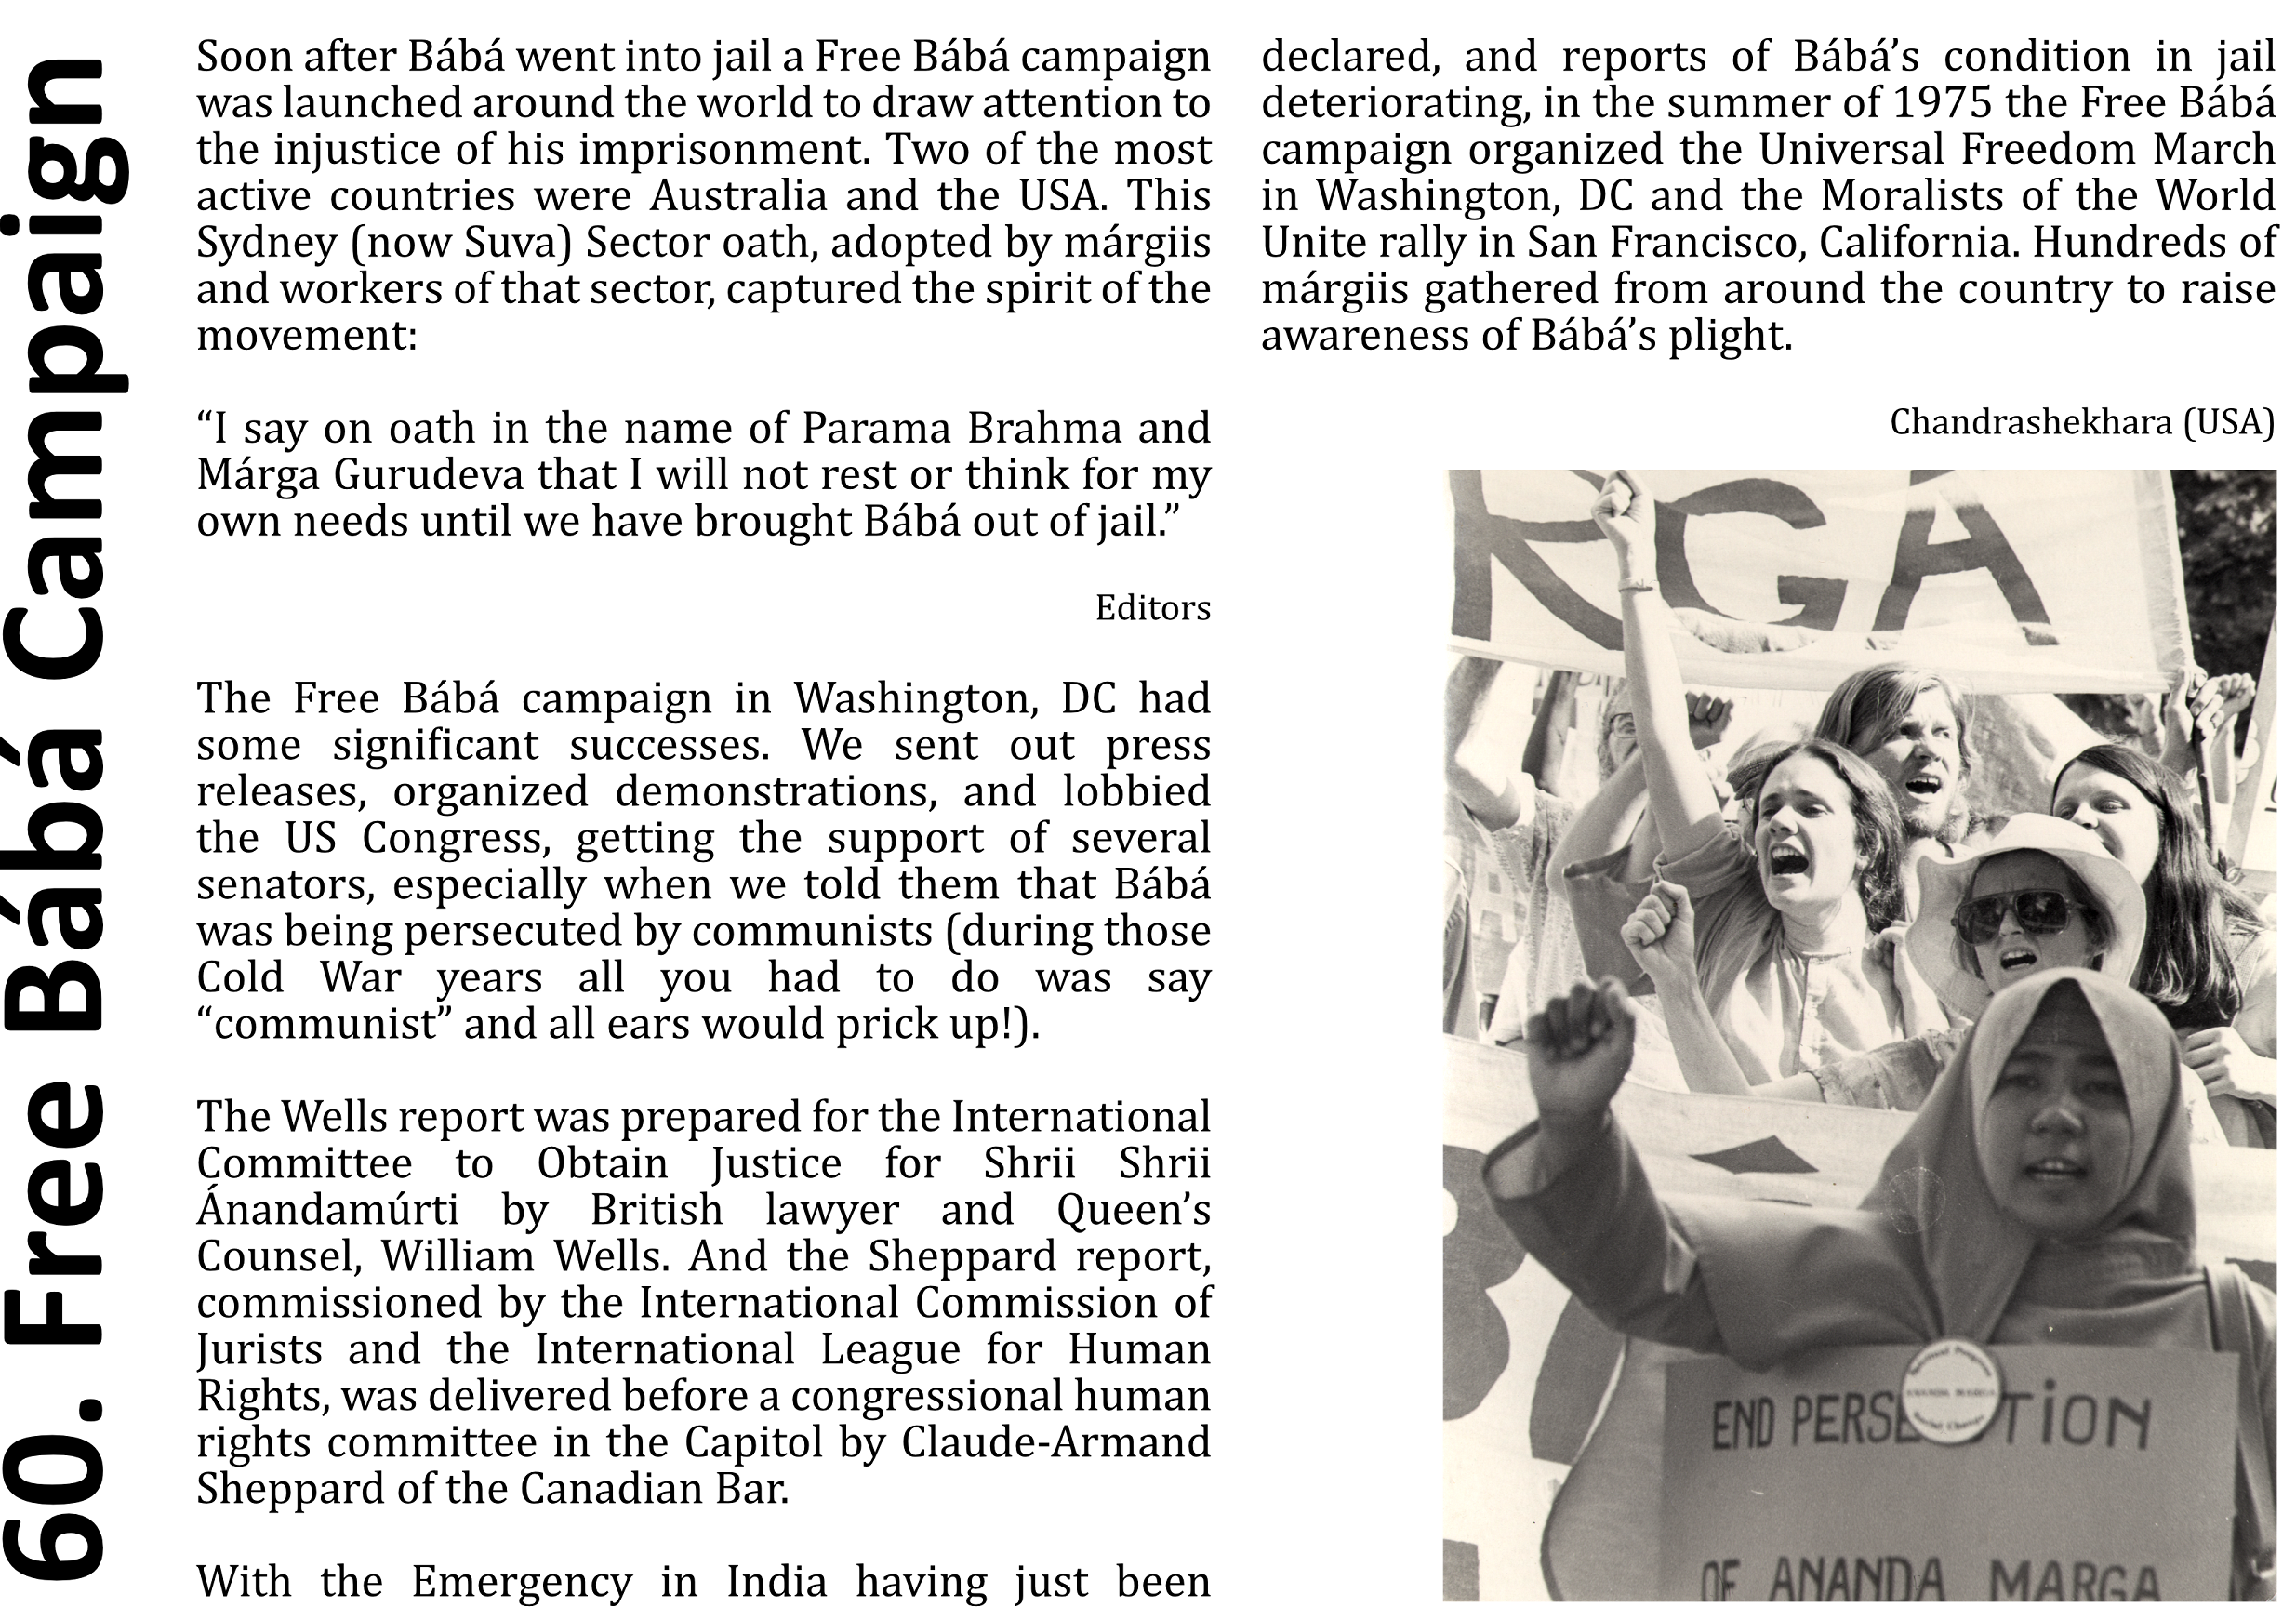 60. Free Bábá Campaign
Soon after Bábá went into jail a Free Bábá campaign
was launched around the world to draw attention to
the injustice of his imprisonment. Two of the most
active countries were Australia and the USA. This
Sydney (now Suva) Sector oath, adopted by márgiis
and workers of that sector, captured the spirit of the
movement:
“I say on oath in the name of Parama Brahma and
Márga Gurudeva that I will not rest or think for my
own needs until we have brought Bábá out of jail.”
Editors
The Free Bábá campaign in Washington, DC had
some significant successes. We sent out press
releases, organized demonstrations, and lobbied
the US Congress, getting the support of several
senators, especially when we told them that Bábá
was being persecuted by communists (during those
Cold War years all you had to do was say
“communist” and all ears would prick up!).
The Wells report was prepared for the International
Committee to Obtain Justice for Shrii Shrii
Ánandamúrti by British lawyer and Queen’s
Counsel, William Wells. And the Sheppard report,
commissioned by the International Commission of
Jurists and the International League for Human
Rights, was delivered before a congressional human
rights committee in the Capitol by Claude-Armand
Sheppard of the Canadian Bar.
With the Emergency in India having just been
declared, and reports of Bábá’s condition in jail
deteriorating, in the summer of 1975 the Free Bábá
campaign organized the Universal Freedom March
in Washington, DC and the Moralists of the World
Unite rally in San Francisco, California. Hundreds of
márgiis gathered from around the country to raise
awareness of Bábá’s plight.
Chandrashekhara (USA)
RGA
ANANDA MARGA
END PERSE TION
OF ANANDA MARGA